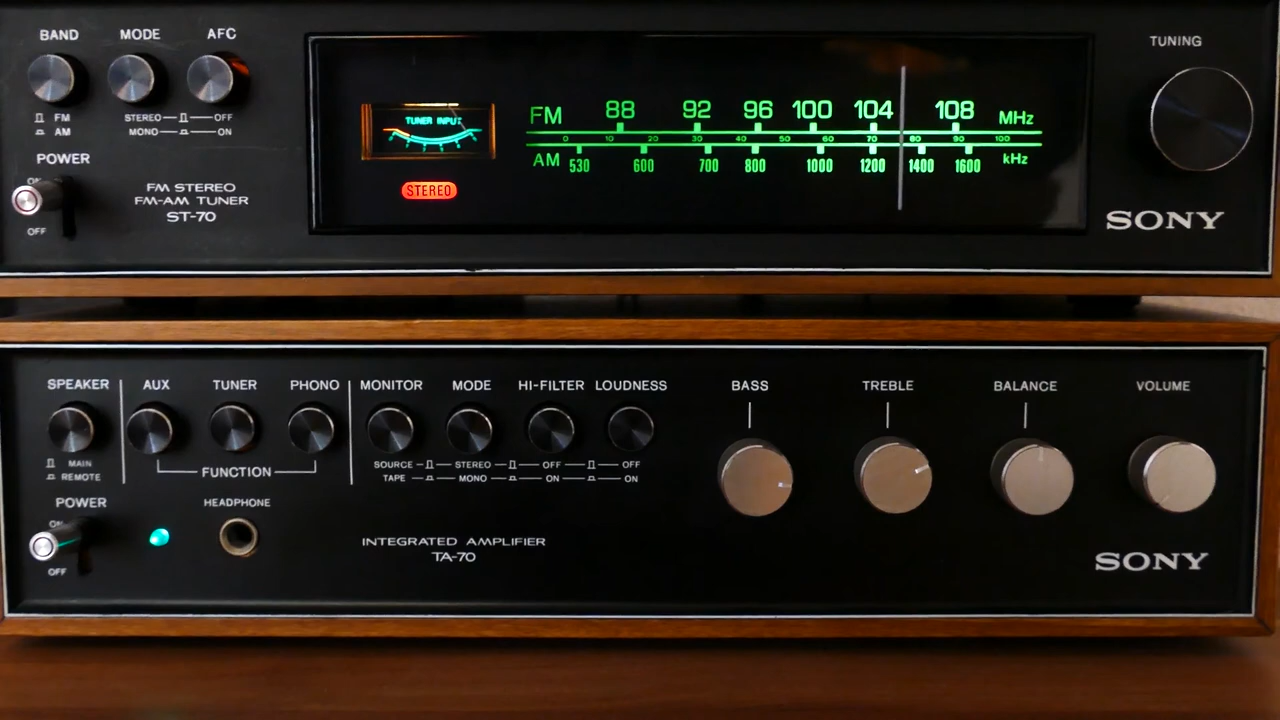 BAND MODE AFC
TUNING
FM
AM
STEREO OFF
MONO ON
POWER
ON
OFF
FM STEREO
FM-AM TUNER
ST-70
TUNER INPUT
STEREO
FM 88 92 96 100 104 108 MHz
0 10 20 30 40 50 60 70 80 90 100
AM 530 600 700 800 1000 1200 1400 1600 kHz
SONY
SPEAKER AUX TUNER PHONO MONITOR MODE HI-FILTER LOUDNESS BASS TREBLE BALANCE VOLUME
MAIN
REMOTE
FUNCTION
SOURCE STEREO OFF OFF
TAPE MONO ON ON
POWER
ON
OFF
HEADPHONE
INTEGRATED AMPLIFIER
TA-70
SONY